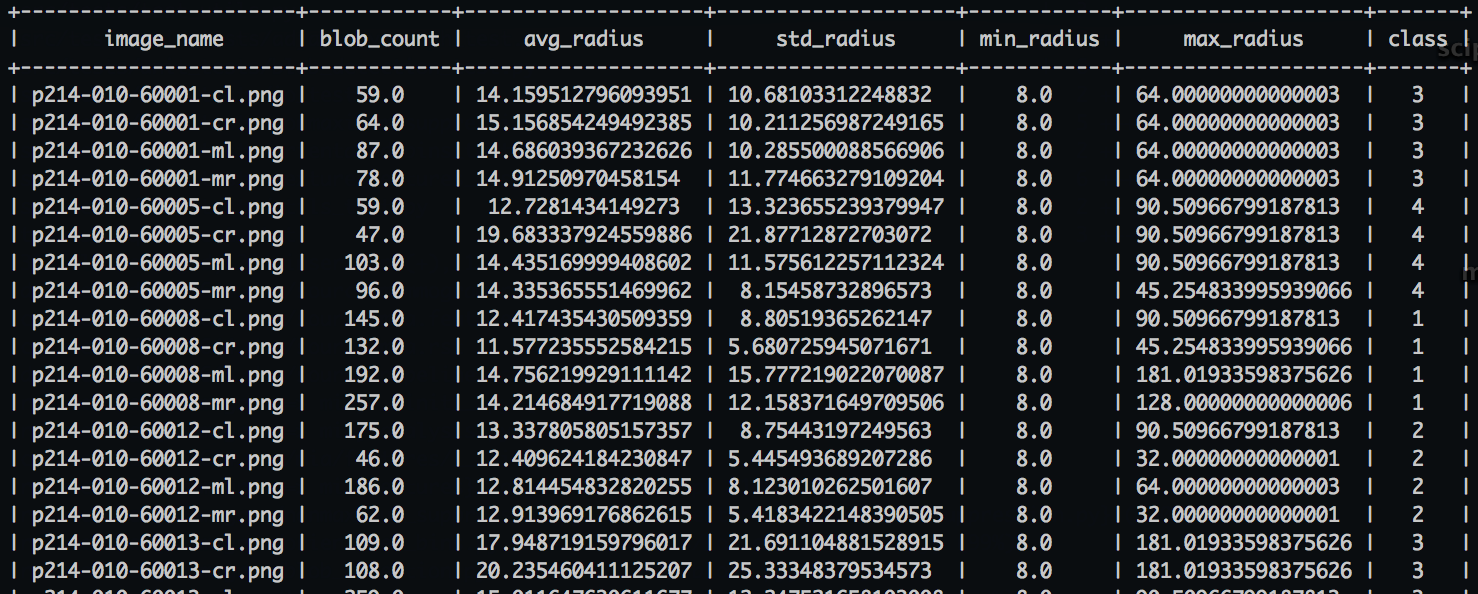 +-----------------------+------------+--------------------+--------------------+------------+--------------------+-------+
| image_name | blob_count | avg_radius | std_radius | min_radius | max_radius | class |
+-----------------------+------------+--------------------+--------------------+------------+--------------------+-------+
| p214-010-60001-cl.png | 59.0 | 14.159512796093951 | 10.68103312248832 | 8.0 | 64.00000000000003 | 3 |
| p214-010-60001-cr.png | 64.0 | 15.156854249492385 | 10.211256987249165 | 8.0 | 64.00000000000003 | 3 |
| p214-010-60001-ml.png | 87.0 | 14.686039367232626 | 10.285500088566906 | 8.0 | 64.00000000000003 | 3 |
| p214-010-60001-mr.png | 78.0 | 14.91250970458154 | 11.774663279109204 | 8.0 | 64.00000000000003 | 3 |
| p214-010-60005-cl.png | 59.0 | 12.7281434149273 | 13.323655239379947 | 8.0 | 90.50966799187813 | 4 |
| p214-010-60005-cr.png | 47.0 | 19.683337924559886 | 21.87712872703072 | 8.0 | 90.50966799187813 | 4 |
| p214-010-60005-ml.png | 103.0 | 14.435169999408602 | 11.575612257112324 | 8.0 | 90.50966799187813 | 4 |
| p214-010-60005-mr.png | 96.0 | 14.335365551469962 | 8.15458732896573 | 8.0 | 45.254833995939066 | 4 |
| p214-010-60008-cl.png | 145.0 | 12.417435430509359 | 8.80519365262147 | 8.0 | 90.50966799187813 | 1 |
| p214-010-60008-cr.png | 132.0 | 11.577235552584215 | 5.680725945071671 | 8.0 | 45.254833995939066 | 1 |
| p214-010-60008-ml.png | 192.0 | 14.756219929111142 | 15.777219022070087 | 8.0 | 181.01933598375626 | 1 |
| p214-010-60008-mr.png | 257.0 | 14.214684917719088 | 12.158371649709506 | 8.0 | 128.00000000000006 | 1 |
| p214-010-60012-cl.png | 175.0 | 13.337805805157357 | 8.75443197249563 | 8.0 | 90.50966799187813 | 2 |
| p214-010-60012-cr.png | 46.0 | 12.409624184230847 | 5.445493689207286 | 8.0 | 32.00000000000001 | 2 |
| p214-010-60012-ml.png | 186.0 | 12.814454832820255 | 8.123010262501607 | 8.0 | 64.00000000000003 | 2 |
| p214-010-60012-mr.png | 62.0 | 12.913969176862615 | 5.4183422148390505 | 8.0 | 32.00000000000001 | 2 |
| p214-010-60013-cl.png | 109.0 | 17.948719159796017 | 21.691104881528915 | 8.0 | 181.01933598375626 | 3 |
| p214-010-60013-cr.png | 108.0 | 20.235460411125207 | 25.33348379534573 | 8.0 | 181.01933598375626 | 3 |